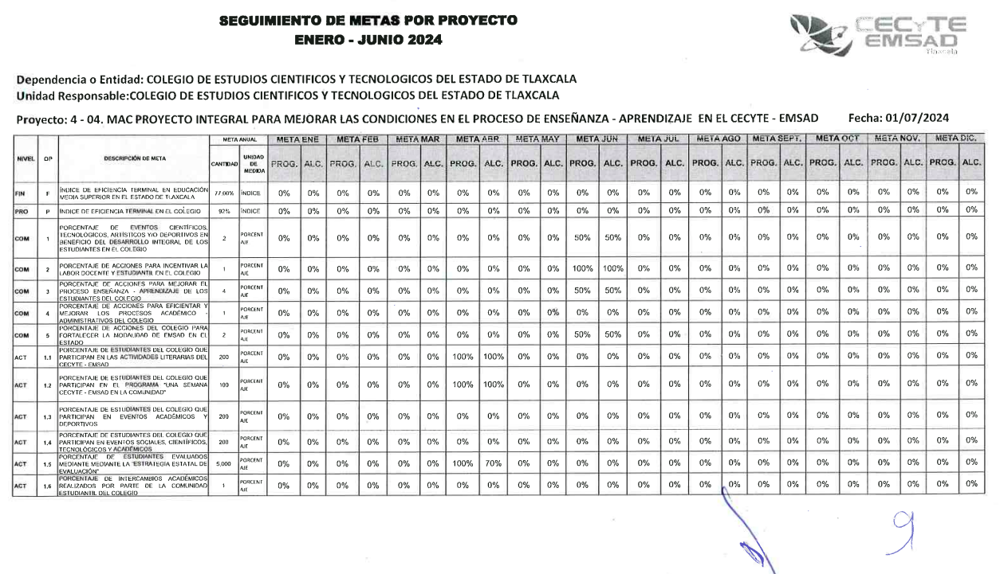 SEGUIMIENTO DE METAS POR PROYECTO
ENERO - JUNIO 2024
CECYTE
EMSAD
Tlaxcala
Dependencia o Entidad: COLEGIO DE ESTUDIOS CIENTIFICOS Y TECNOLOGICOS DEL ESTADO DE TLAXCALA
Unidad Responsable:COLEGIO DE ESTUDIOS CIENTIFICOS Y TECNOLOGICOS DEL ESTADO DE TLAXCALA
Proyecto: 4 - 04. MAC PROYECTO INTEGRAL PARA MEJORAR LAS CONDICIONES EN EL PROCESO DE ENSEÑANZA - APRENDIZAJE EN EL CECYTE - EMSAD Fecha: 01/07/2024
NIVEL OP DESCRIPCIÓN DE META META ANUAL META ENE META FEB META MAR META ABR META MAY META JUN META JUL META AGO META SEPT. META OCT META NOV. META DIC.
CANTIDAD UNIDAD DE MEDIDA PROG. ALC. PROG. ALC. PROG. ALC. PROG. ALC. PROG. ALC. PROG. ALC. PROG. ALC. PROG. ALC. PROG. ALC. PROG. ALC. PROG. ALC. PROG. ALC.
FIN F ÍNDICE DE EFICIENCIA TERMINAL EN EDUCACIÓN
MEDIA SUPERIOR EN EL ESTADO DE TLAXCALA 77.00% ÍNDICE 0% 0% 0% 0% 0% 0% 0% 0% 0% 0% 0% 0% 0% 0% 0% 0% 0% 0% 0% 0% 0% 0% 0% 0%
PRO P ÍNDICE DE EFICIENCIA TERMINAL EN EL COLEGIO 92% ÍNDICE 0% 0% 0% 0% 0% 0% 0% 0% 0% 0% 0% 0% 0% 0% 0% 0% 0% 0% 0% 0% 0% 0% 0% 0%
PORCENTAJE DE EVENTOS CIENTÍFICOS,
TECNOLÓGICOS, ARTÍSTICOS Y/O DEPORTIVOS EN
BENEFICIO DEL DESARROLLO INTEGRAL DE LOS
ESTUDIANTES EN EL COLEGIO
COM 1 2 PORCENTAJE 0% 0% 0% 0% 0% 0% 0% 0% 0% 0% 50% 50% 0% 0% 0% 0% 0% 0% 0% 0% 0% 0% 0% 0%
PORCENTAJE DE ACCIONES PARA INCENTIVAR LA
LABOR DOCENTE Y ESTUDIANTIL EN EL COLEGIO
COM 2 1 PORCENTAJE 0% 0% 0% 0% 0% 0% 0% 0% 0% 0% 100% 100% 0% 0% 0% 0% 0% 0% 0% 0% 0% 0% 0% 0%
PORCENTAJE DE ACCIONES PARA MEJORAR EL
PROCESO ENSEÑANZA - APRENDIZAJE DE LOS
ESTUDIANTES DEL COLEGIO
COM 3 4 PORCENTAJE 0% 0% 0% 0% 0% 0% 0% 0% 0% 0% 50% 50% 0% 0% 0% 0% 0% 0% 0% 0% 0% 0% 0% 0%
PORCENTAJE DE ACCIONES PARA EFICIENTAR Y
MEJORAR LOS PROCESOS ACADÉMICO -
ADMINISTRATIVOS DEL COLEGIO
COM 4 1 PORCENTAJE 0% 0% 0% 0% 0% 0% 0% 0% 0% 0% 0% 0% 0% 0% 0% 0% 0% 0% 0% 0% 0% 0% 0% 0%
PORCENTAJE DE ACCIONES DEL COLEGIO PARA
FORTALECER LA MODALIDAD DE EMSAD EN EL
ESTADO
COM 5 2 PORCENTAJE 0% 0% 0% 0% 0% 0% 0% 0% 0% 0% 50% 50% 0% 0% 0% 0% 0% 0% 0% 0% 0% 0% 0% 0%
PORCENTAJE DE ESTUDIANTES DEL COLEGIO QUE
PARTICIPAN EN LAS ACTIVIDADES LITERARIAS DEL
CECYTE - EMSAD
ACT 1.1 200 PORCENTAJE 0% 0% 0% 0% 0% 0% 100% 100% 0% 0% 0% 0% 0% 0% 0% 0% 0% 0% 0% 0% 0% 0% 0% 0%
PORCENTAJE DE ESTUDIANTES DEL COLEGIO QUE
PARTICIPAN EN EL PROGRAMA "UNA SEMANA
CECYTE - EMSAD EN LA COMUNIDAD"
ACT 1.2 100 PORCENTAJE 0% 0% 0% 0% 0% 0% 100% 100% 0% 0% 0% 0% 0% 0% 0% 0% 0% 0% 0% 0% 0% 0% 0% 0%
PORCENTAJE DE ESTUDIANTES DEL COLEGIO QUE
PARTICIPAN EN EVENTOS ACADÉMICOS Y
DEPORTIVOS
ACT 1.3 200 PORCENTAJE 0% 0% 0% 0% 0% 0% 0% 0% 0% 0% 0% 0% 0% 0% 0% 0% 0% 0% 0% 0% 0% 0% 0% 0%
PORCENTAJE DE ESTUDIANTES DEL COLEGIO QUE
PARTICIPAN EN EVENTOS SOCIALES, CIENTÍFICOS,
TECNOLÓGICOS Y ACADÉMICOS
ACT 1.4 200 PORCENTAJE 0% 0% 0% 0% 0% 0% 0% 0% 0% 0% 0% 0% 0% 0% 0% 0% 0% 0% 0% 0% 0% 0% 0% 0%
PORCENTAJE DE ESTUDIANTES EVALUADOS
MEDIANTE MEDIANTE LA "ESTRATEGIA ESTATAL DE
EVALUACIÓN"
ACT 1.5 5,000 PORCENTAJE 0% 0% 0% 0% 0% 0% 100% 70% 0% 0% 0% 0% 0% 0% 0% 0% 0% 0% 0% 0% 0% 0% 0% 0%
PORCENTAJE DE INTERCAMBIOS ACADÉMICOS
REALIZADOS POR PARTE DE LA COMUNIDAD
ESTUDIANTIL DEL COLEGIO
ACT 1.6 1 PORCENTAJE 0% 0% 0% 0% 0% 0% 0% 0% 0% 0% 0% 0% 0% 0% 0% 0% 0% 0% 0% 0% 0% 0% 0% 0%